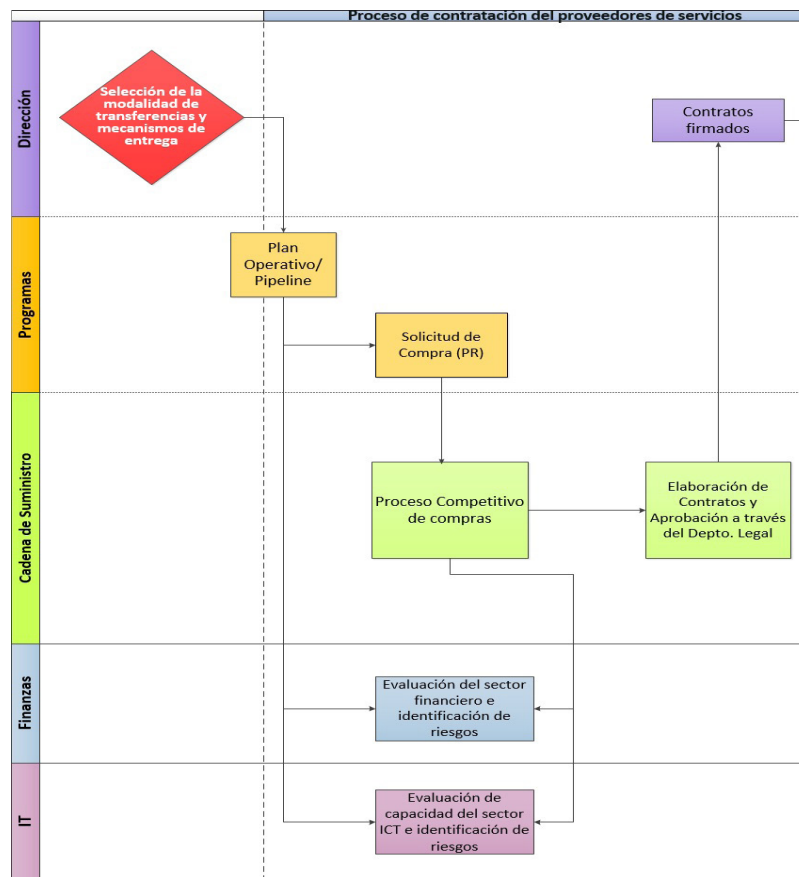 Proceso de contratación del proveedores de servicios
Dirección
Selección de la
modalidad de
transferencias y
mecanismos de
entrega
Contratos
firmados
Programas
Plan
Operativo/
Pipeline
Solicitud de
Compra (PR)
Cadena de Suministro
Proceso Competitivo
de compras
Elaboración de
Contratos y
Aprobación a través
del Depto. Legal
Finanzas
Evaluación del sector
financiero e
identificación de
riesgos
IT
Evaluación de
capacidad del sector
ICT e identificación de
riesgos